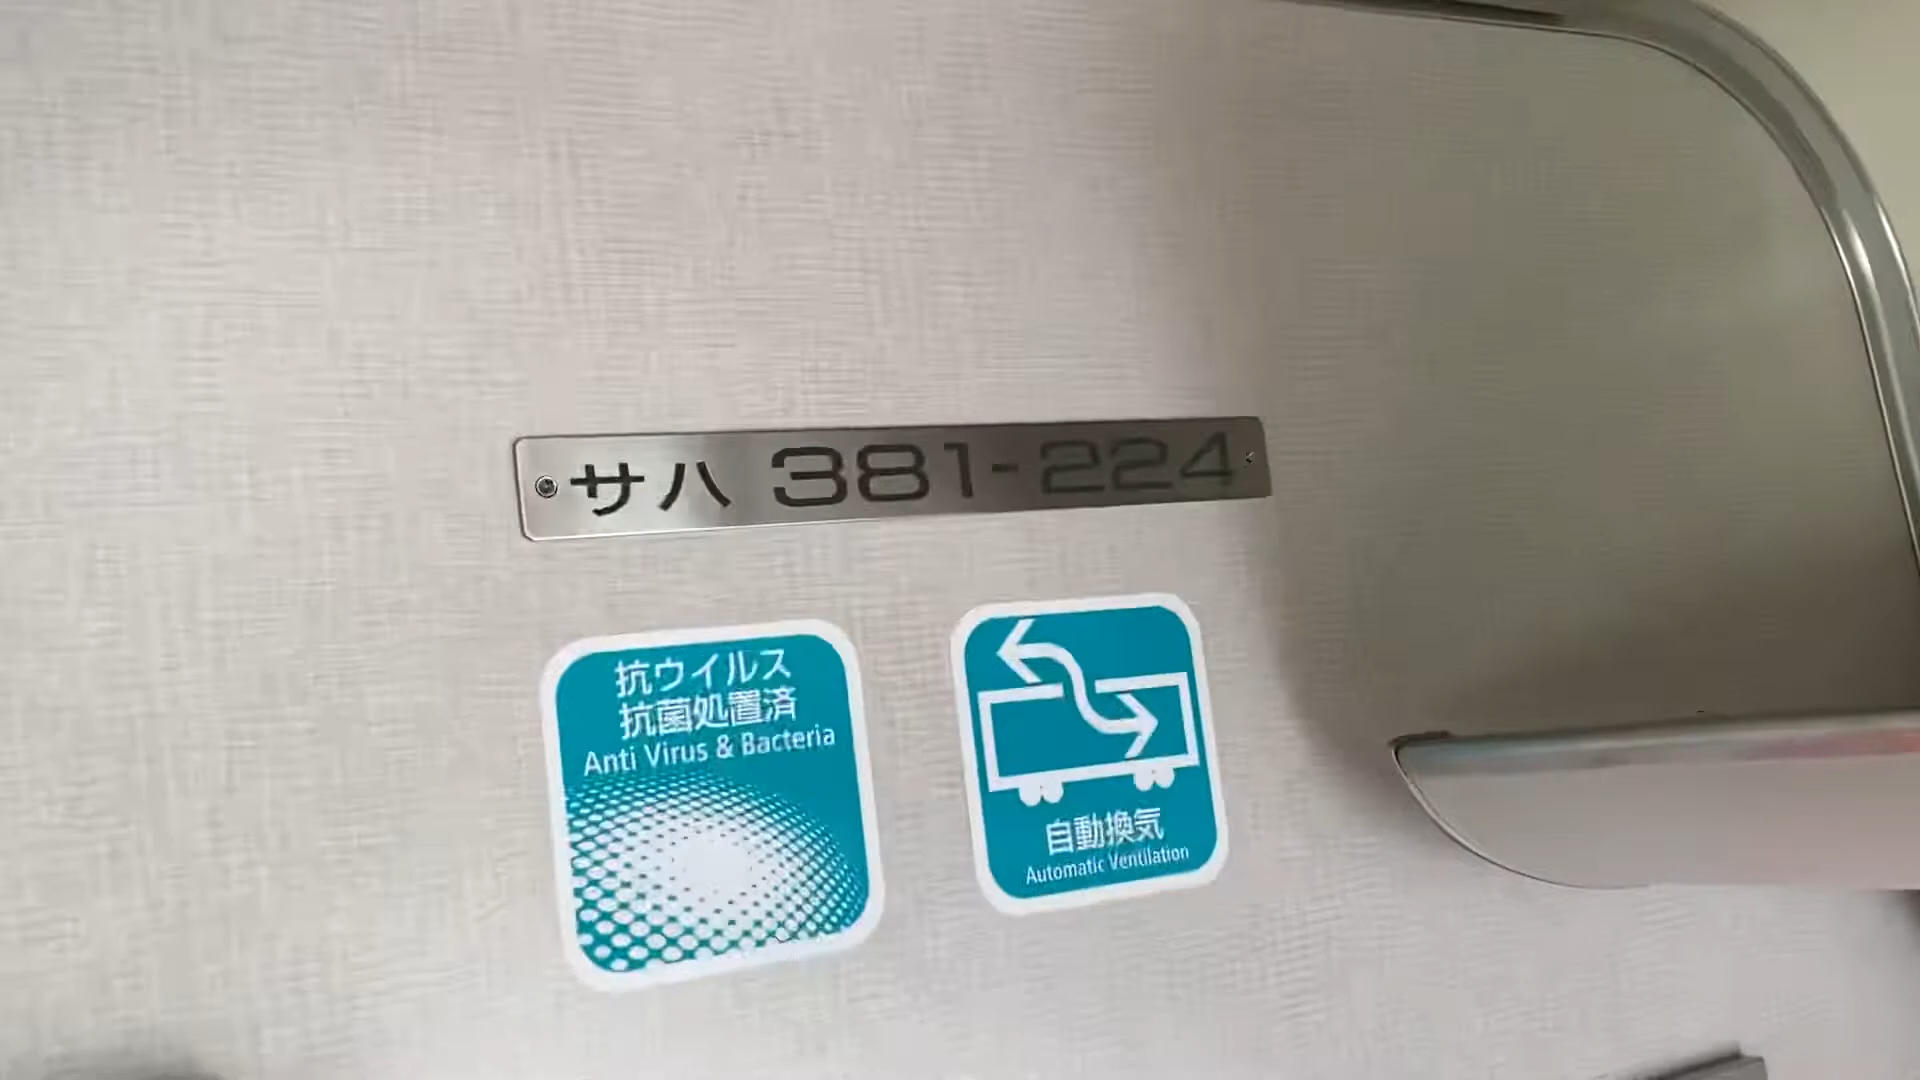 サハ 381-224
抗ウイルス
抗菌処置済
Anti Virus & Bacteria
自動換気
Automatic Ventilation